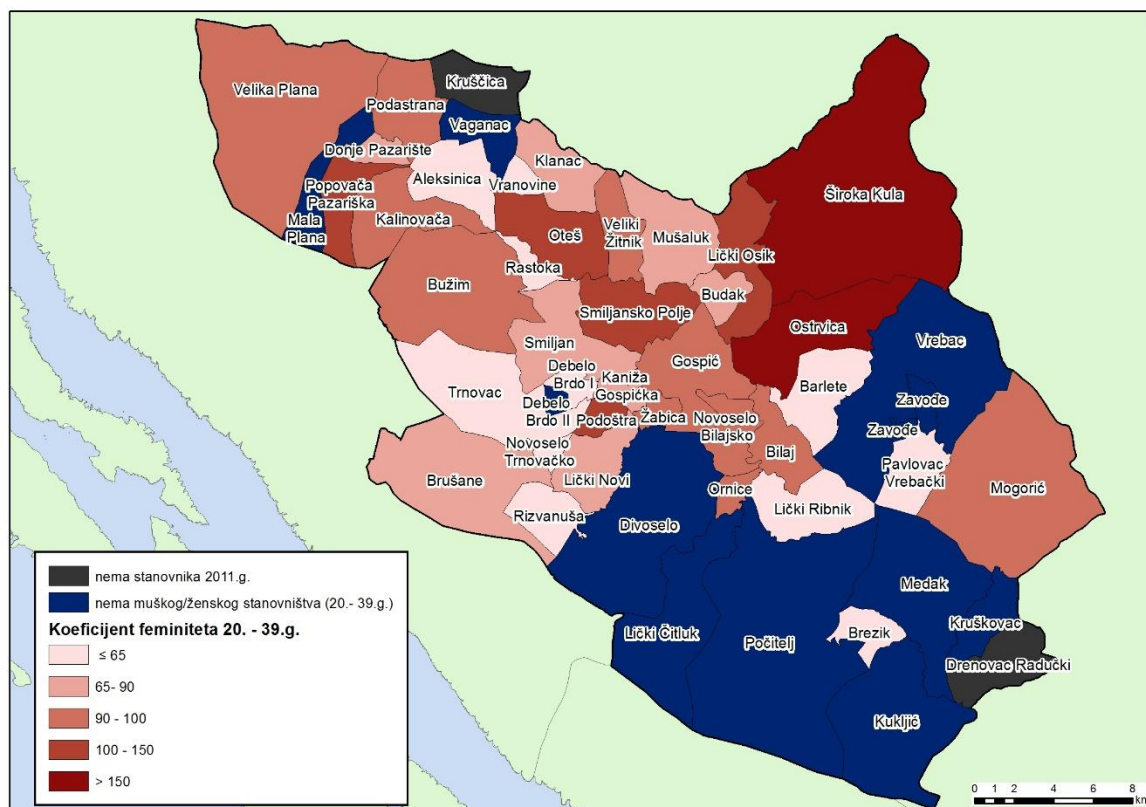 Kruščica
Velika Plana
Podastrana
Vaganac
Donje Pazarište
Klanac
Aleksinica
Vranovine
Popovača
Pazariška
Široka Kula
Mala
Plana
Kalinovača
Oteš
Veliki
Žitnik
Mušaluk
Lički Osik
Rastoka
Bužim
Budak
Smiljansko Polje
Ostrvica
Vrebac
Smiljan
Gospić
Debelo
Brdo I
Kaniža
Gospićka
Barlete
Trnovac
Debelo
Brdo II
Zavođe
Podoštra
Žabica
Novoselo
Bilajsko
Zavođe
Novoselo
Trnovačko
Bilaj
Pavlovac
Vrebački
Brušane
Lički Novi
Ornice
Mogorić
Lički Ribnik
Rizvanuša
Divoselo
Medak
Kruškovac
Lički Čitluk
Počitelj
Brezik
Drenovac Radučki
Kukljić
nema stanovnika 2011.g.
nema muškog/ženskog stanovništva (20.- 39.g.)
Koeficijent feminiteta 20. - 39.g.
≤ 65
65- 90
90 - 100
100 - 150
> 150
0 1 2 4 6 8
km